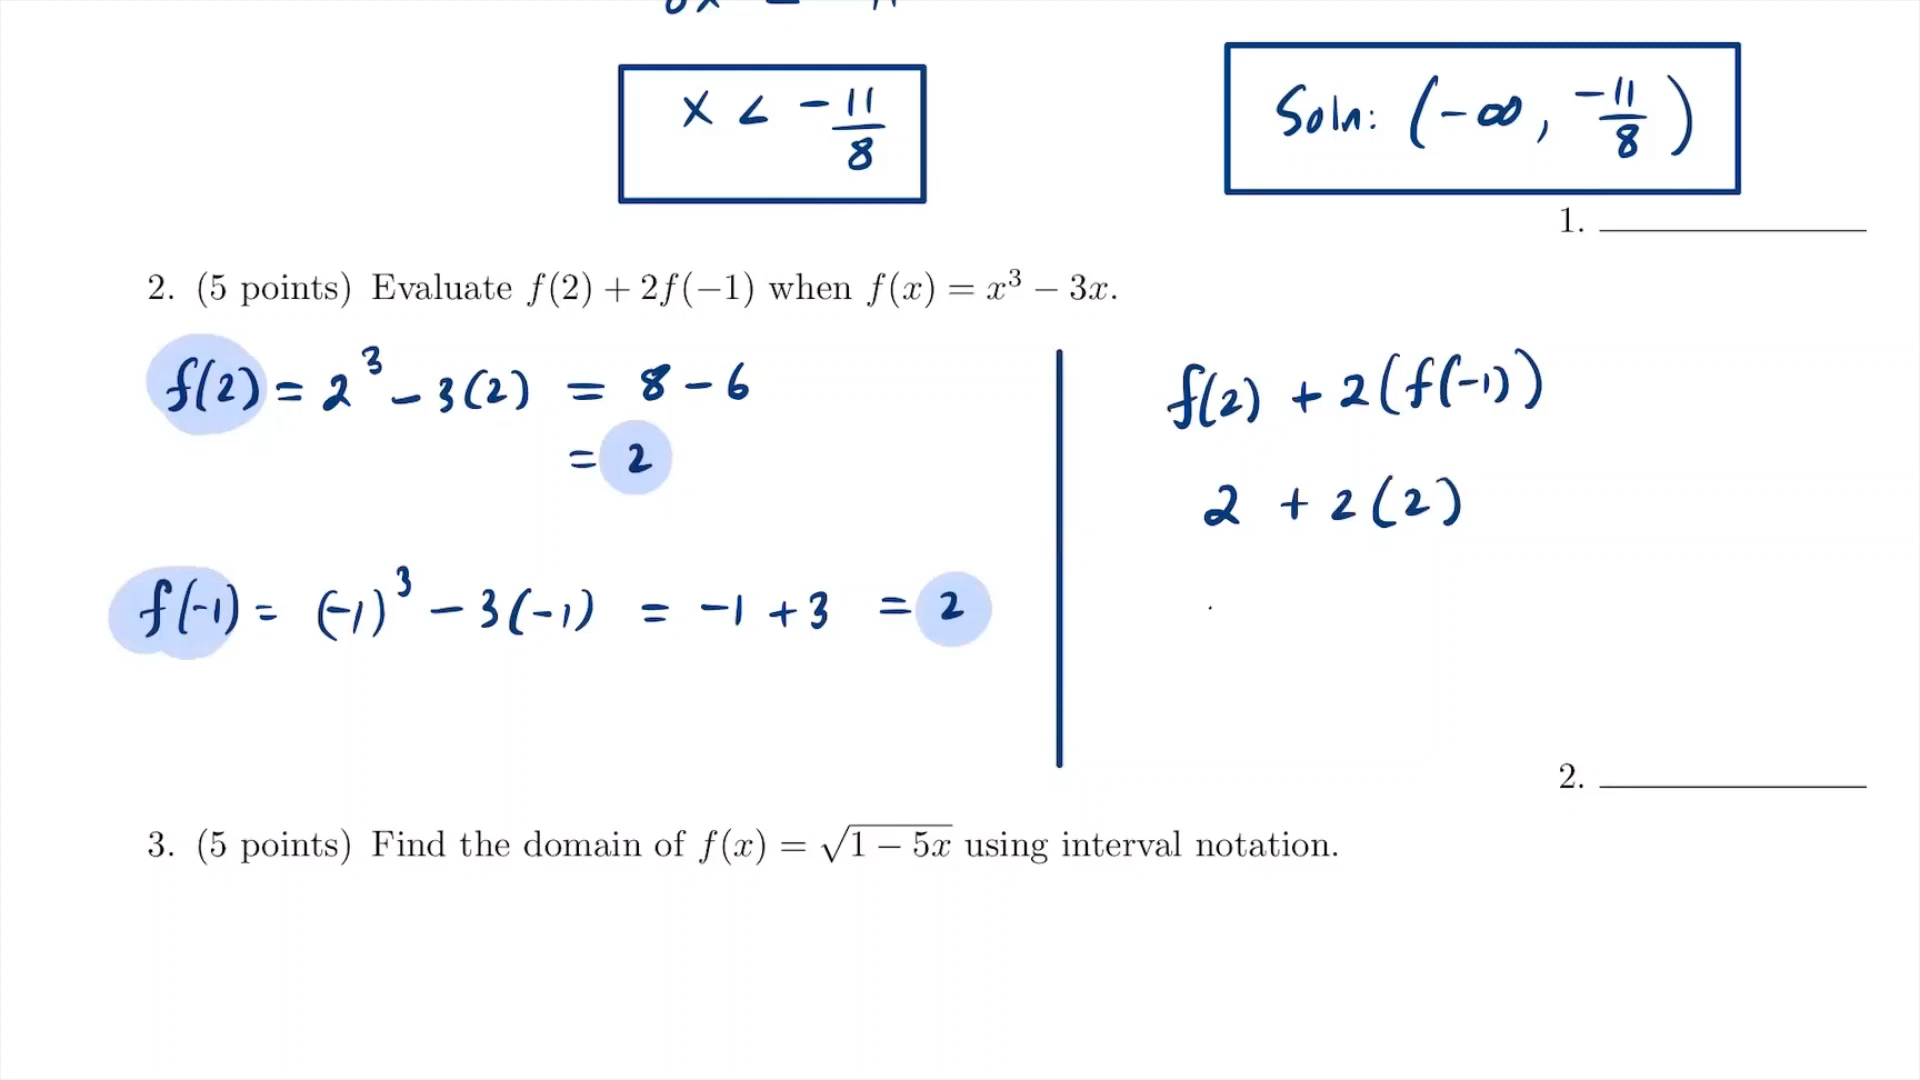 x < -11/8
Soln: (-∞, -11/8)
1.
2. (5 points) Evaluate f(2) + 2f(−1) when f(x) = x³ − 3x.
f(2) = 2³ - 3(2) = 8 - 6
= 2
f(-1) = (-1)³ - 3(-1) = -1 + 3 = 2
f(2) + 2(f(-1))
2 + 2(2)
2.
3. (5 points) Find the domain of f(x) = √(1 − 5x) using interval notation.